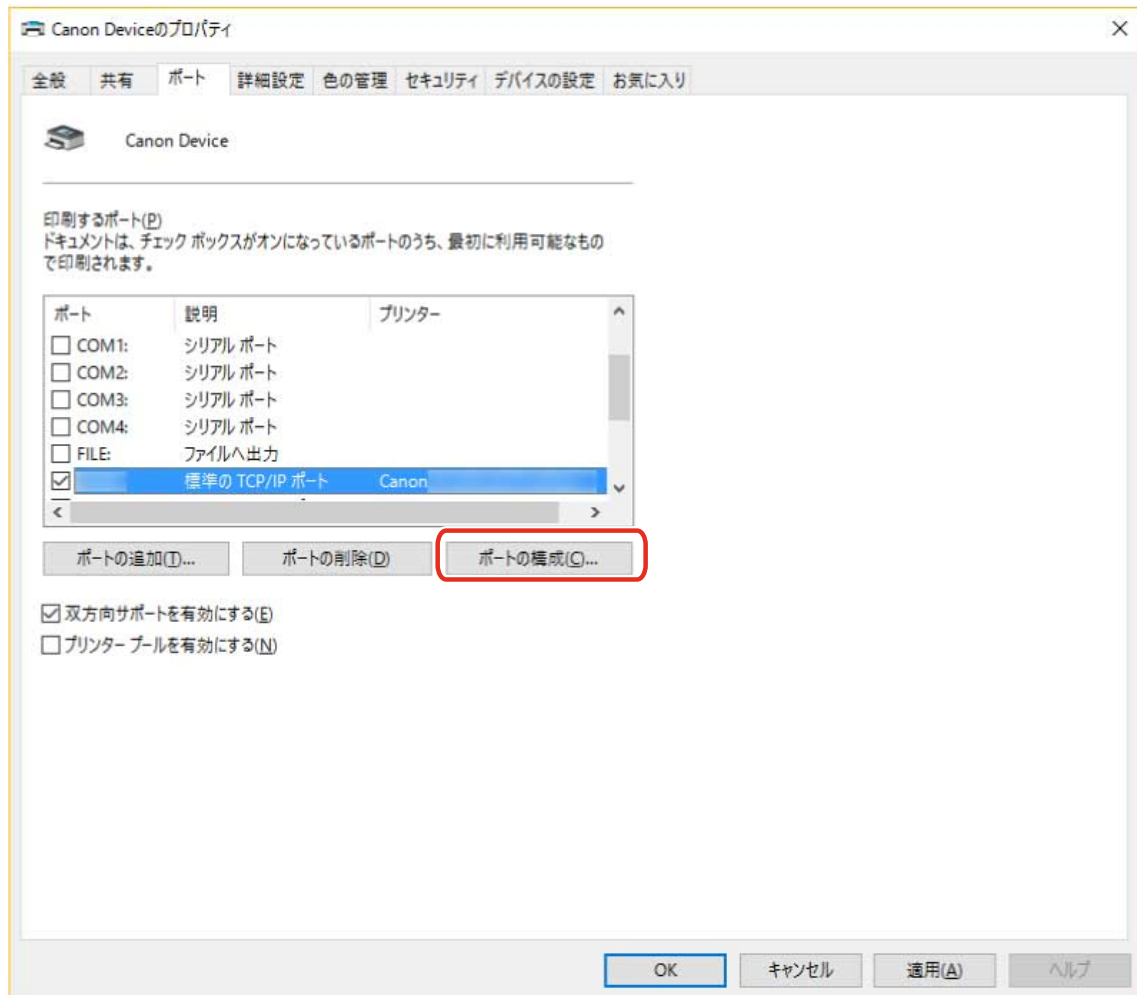 Canon Deviceのプロパティ
全般 共有 ポート 詳細設定 色の管理 セキュリティ デバイスの設定 お気に入り
Canon Device
印刷するポート(P)
ドキュメントは、チェック ボックスがオンになっているポートのうち、最初に利用可能なもの
で印刷されます。
ポート 説明 プリンター
COM1: シリアル ポート
COM2: シリアル ポート
COM3: シリアル ポート
COM4: シリアル ポート
FILE: ファイルへ出力
標準の TCP/IP ポート Canon
ポートの追加(T)... ポートの削除(D) ポートの構成(C)...
双方向サポートを有効にする(E)
プリンター プールを有効にする(N)
OK キャンセル 適用(A) ヘルプ